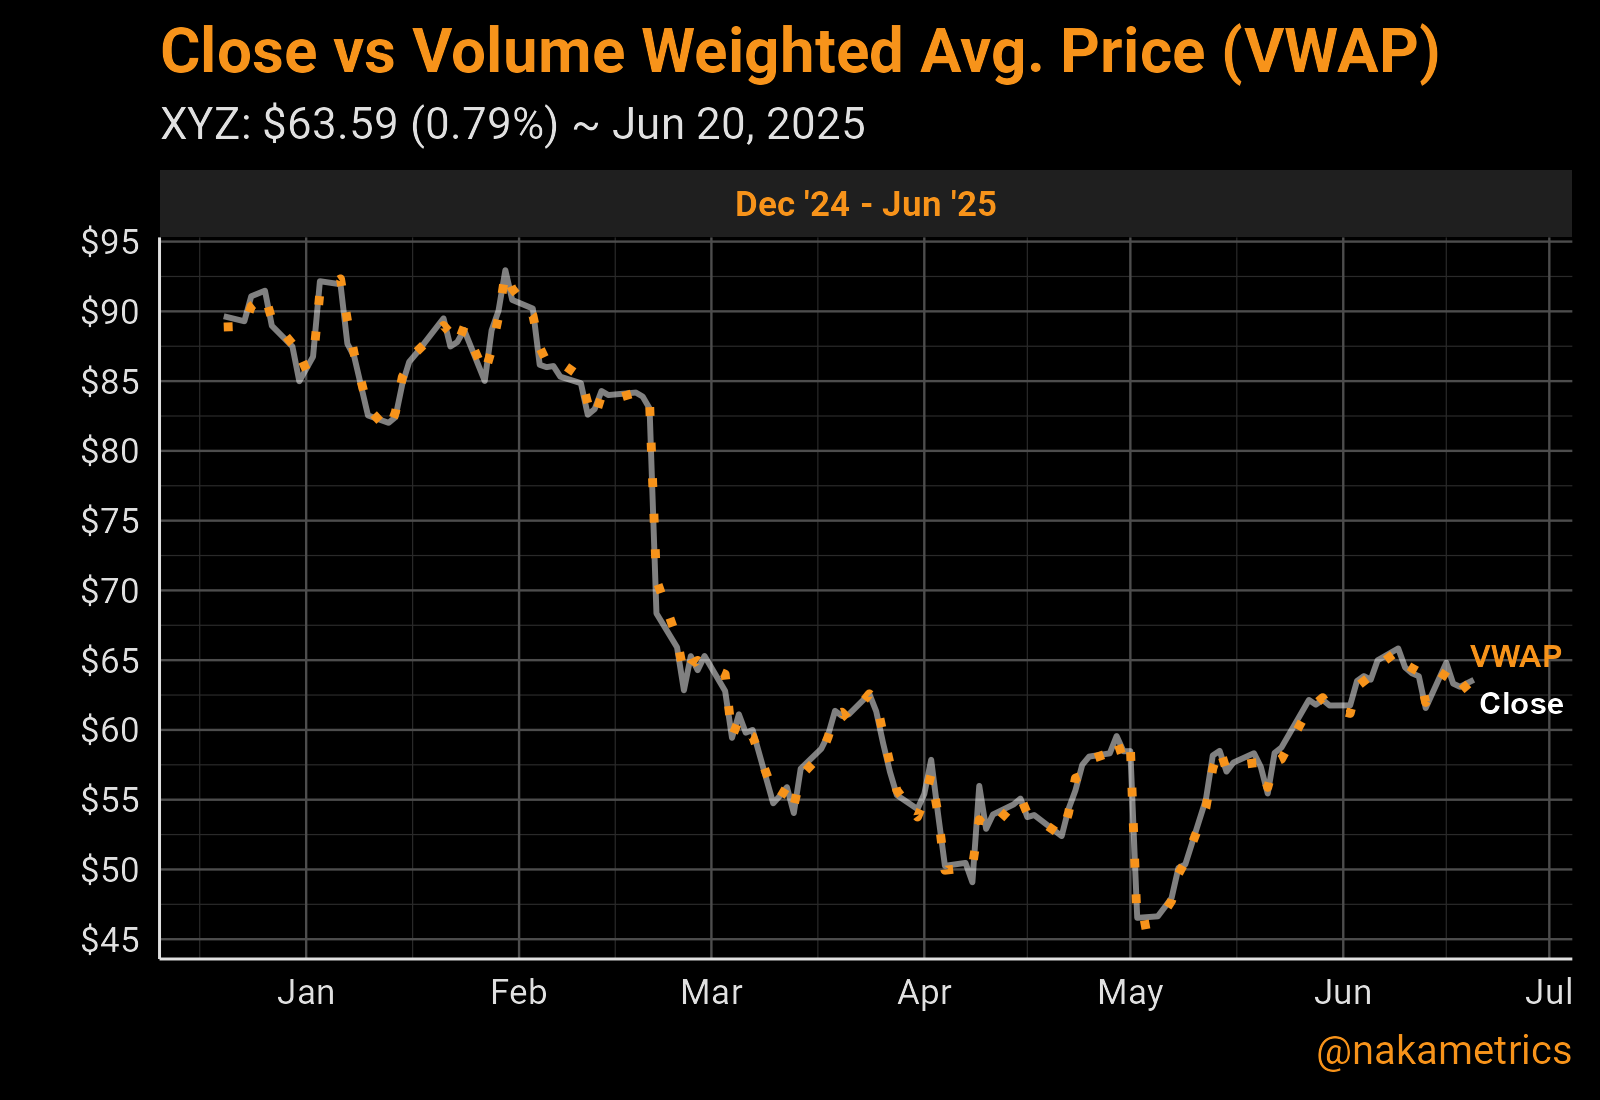 Close vs Volume Weighted Avg. Price (VWAP)
XYZ: $63.59 (0.79%) ~ Jun 20, 2025
Dec '24 - Jun '25
$95
$90
$85
$80
$75
$70
$65
$60
$55
$50
$45
VWAP
Close
Jan Feb Mar Apr May Jun Jul
@nakametrics